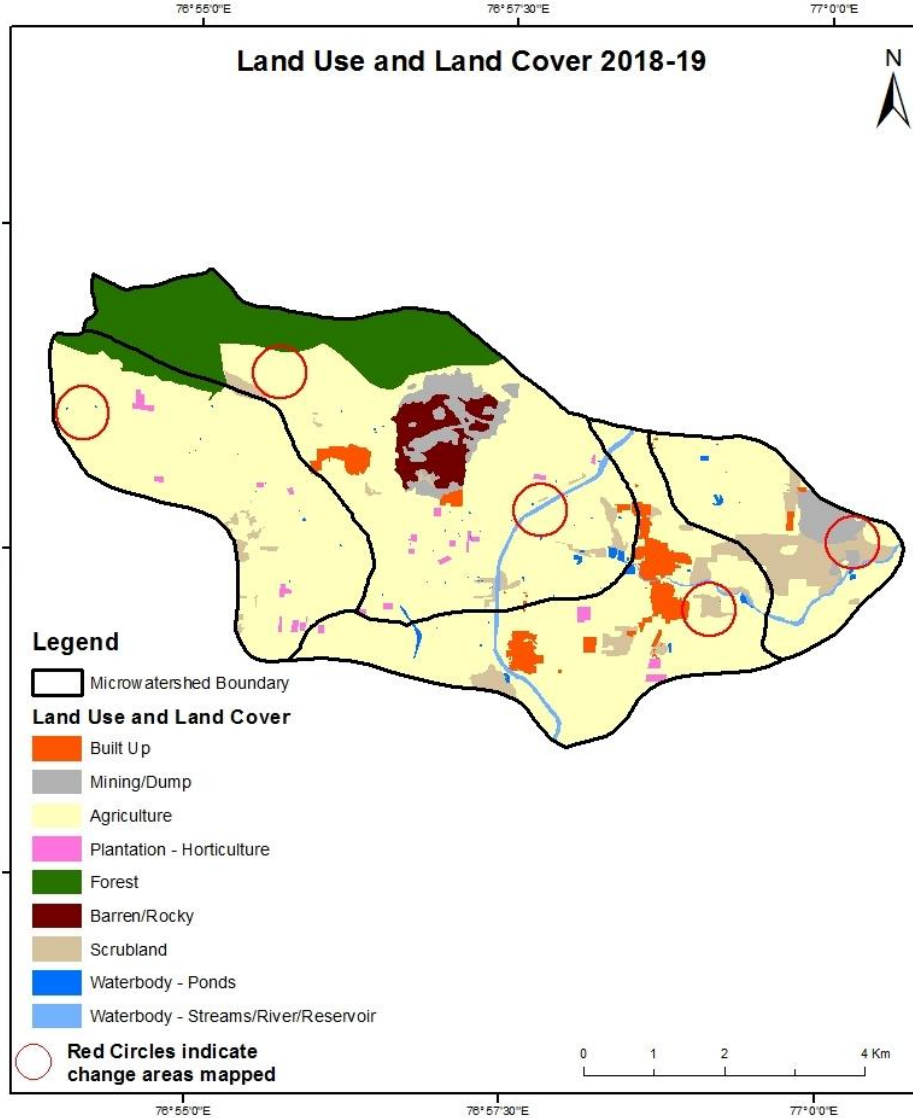 76°55'0"E 76°57'30"E 77°0'0"E
Land Use and Land Cover 2018-19
N
Legend
Microwatershed Boundary
Land Use and Land Cover
Built Up
Mining/Dump
Agriculture
Plantation - Horticulture
Forest
Barren/Rocky
Scrubland
Waterbody - Ponds
Waterbody - Streams/River/Reservoir
Red Circles indicate
change areas mapped
0 1 2 4 Km
76°55'0"E 76°57'30"E 77°0'0"E